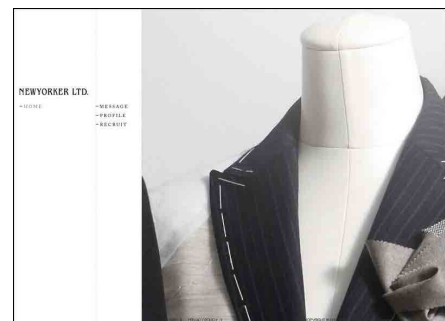 NEWYORKER LTD.
~HOME
~MESSAGE
~PROFILE
~RECRUIT